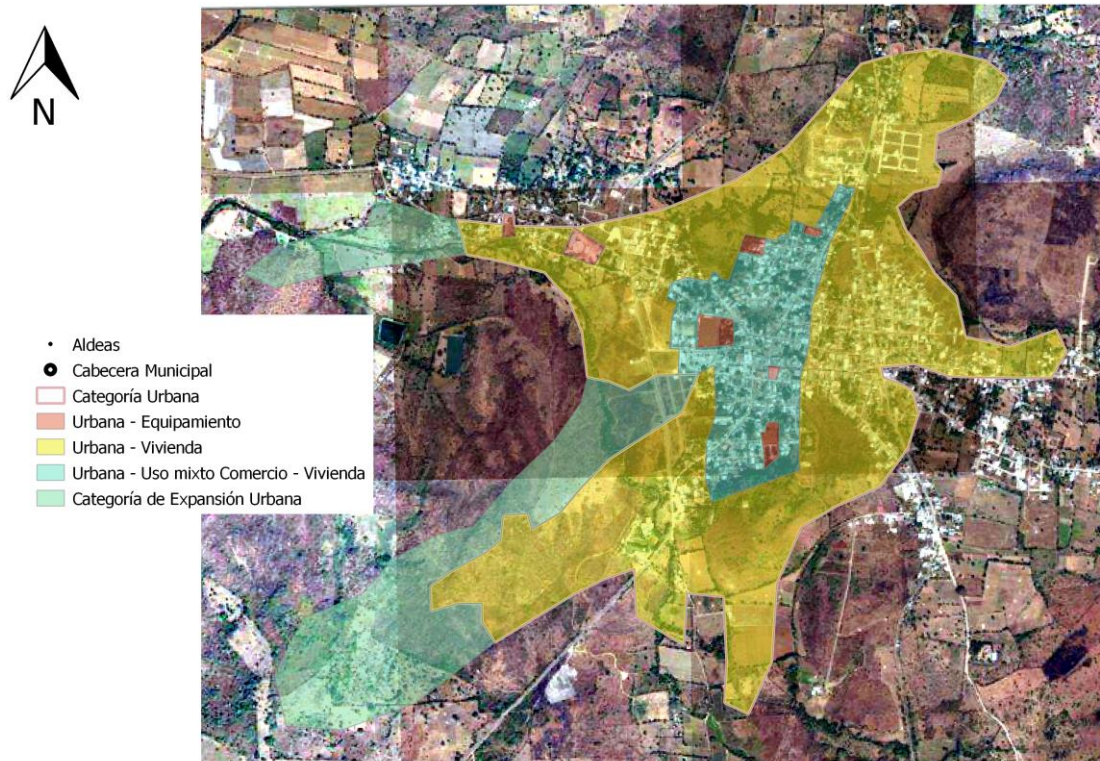 N
Aldeas
Cabecera Municipal
Categoría Urbana
Urbana - Equipamiento
Urbana - Vivienda
Urbana - Uso mixto Comercio - Vivienda
Categoría de Expansión Urbana